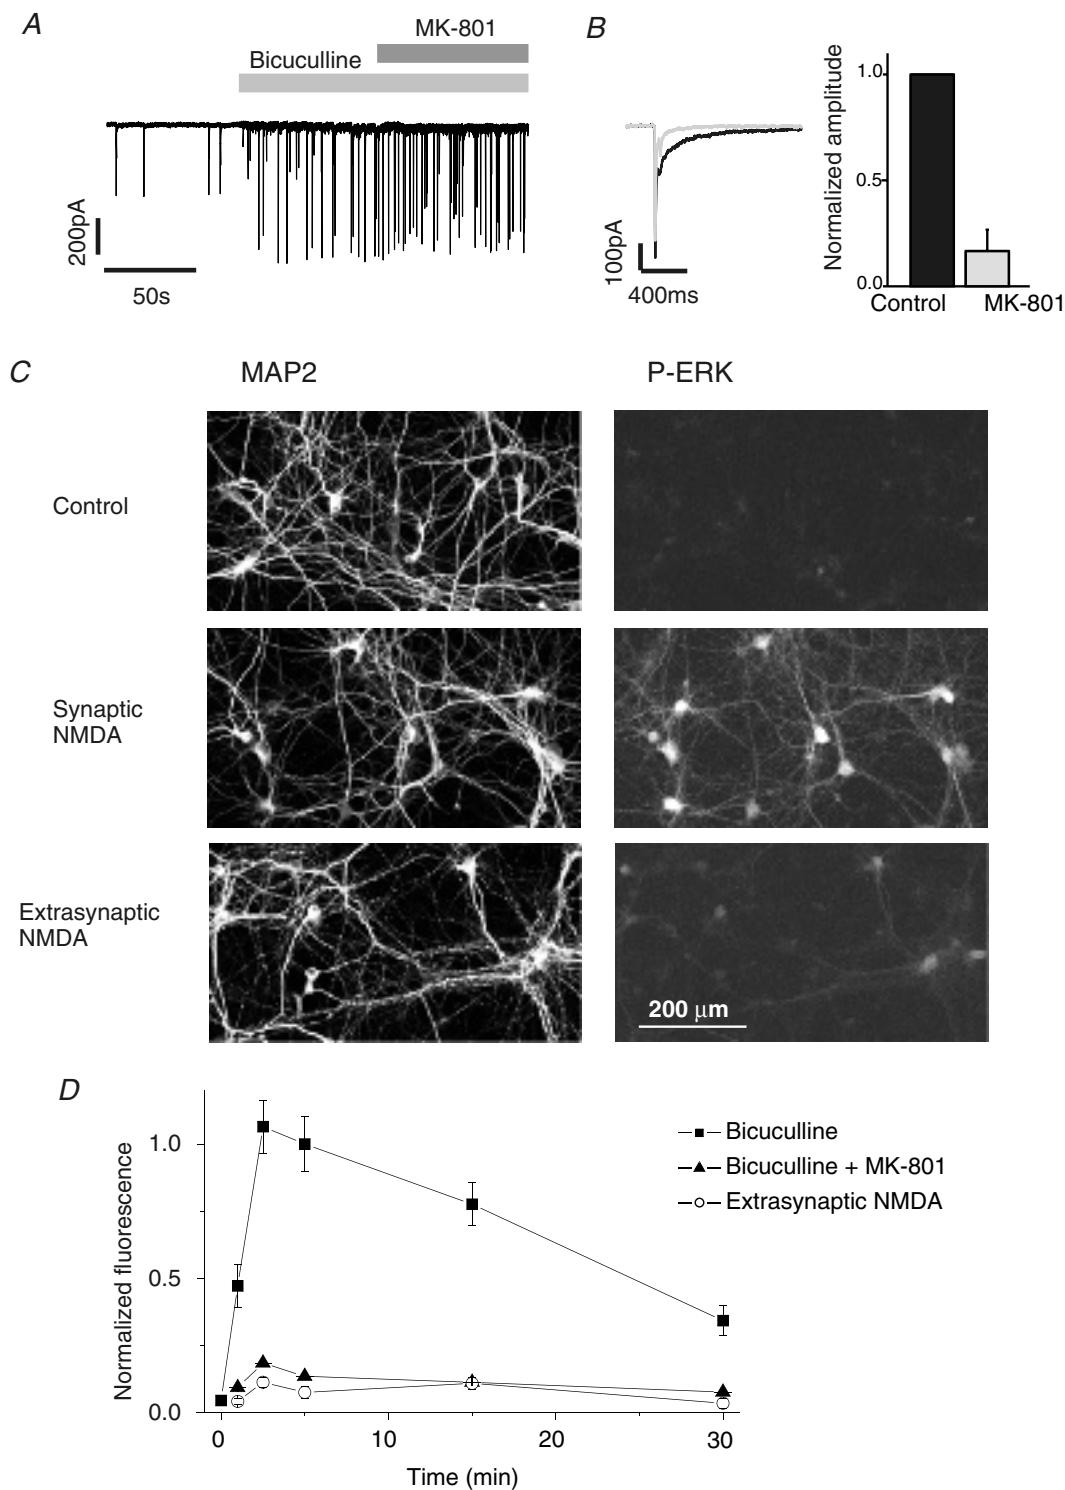 A
MK-801
Bicuculline
200pA
50s
B
100pA
400ms
Normalized amplitude
1.0
0.5
0.0
Control
MK-801
C
MAP2
P-ERK
Control
Synaptic
NMDA
Extrasynaptic
NMDA
200 μm
D
Normalized fluorescence
1.0
0.5
0.0
0
10
20
30
Time (min)
Bicuculline
Bicuculline + MK-801
Extrasynaptic NMDA